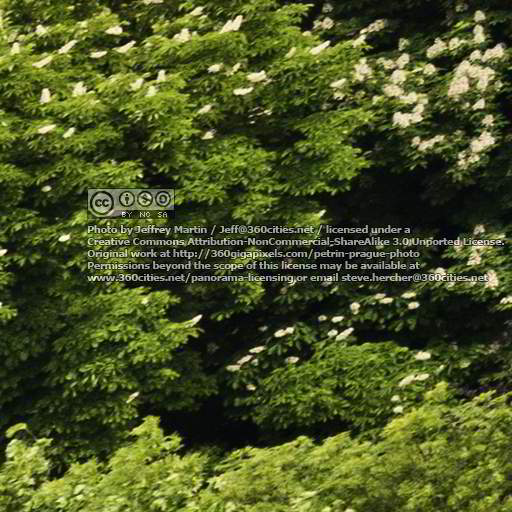 cc
BY NC SA
Photo by Jeffrey Martin / Jeff@360cities.net / licensed under a
Creative Commons Attribution-NonCommercial-ShareAlike 3.0 Unported License.
Original work at http://360gigapixels.com/petrin-prague-photo
Permissions beyond the scope of this license may be available at
www.360cities.net/panorama-licensing or email steve.hercher@360cities.net